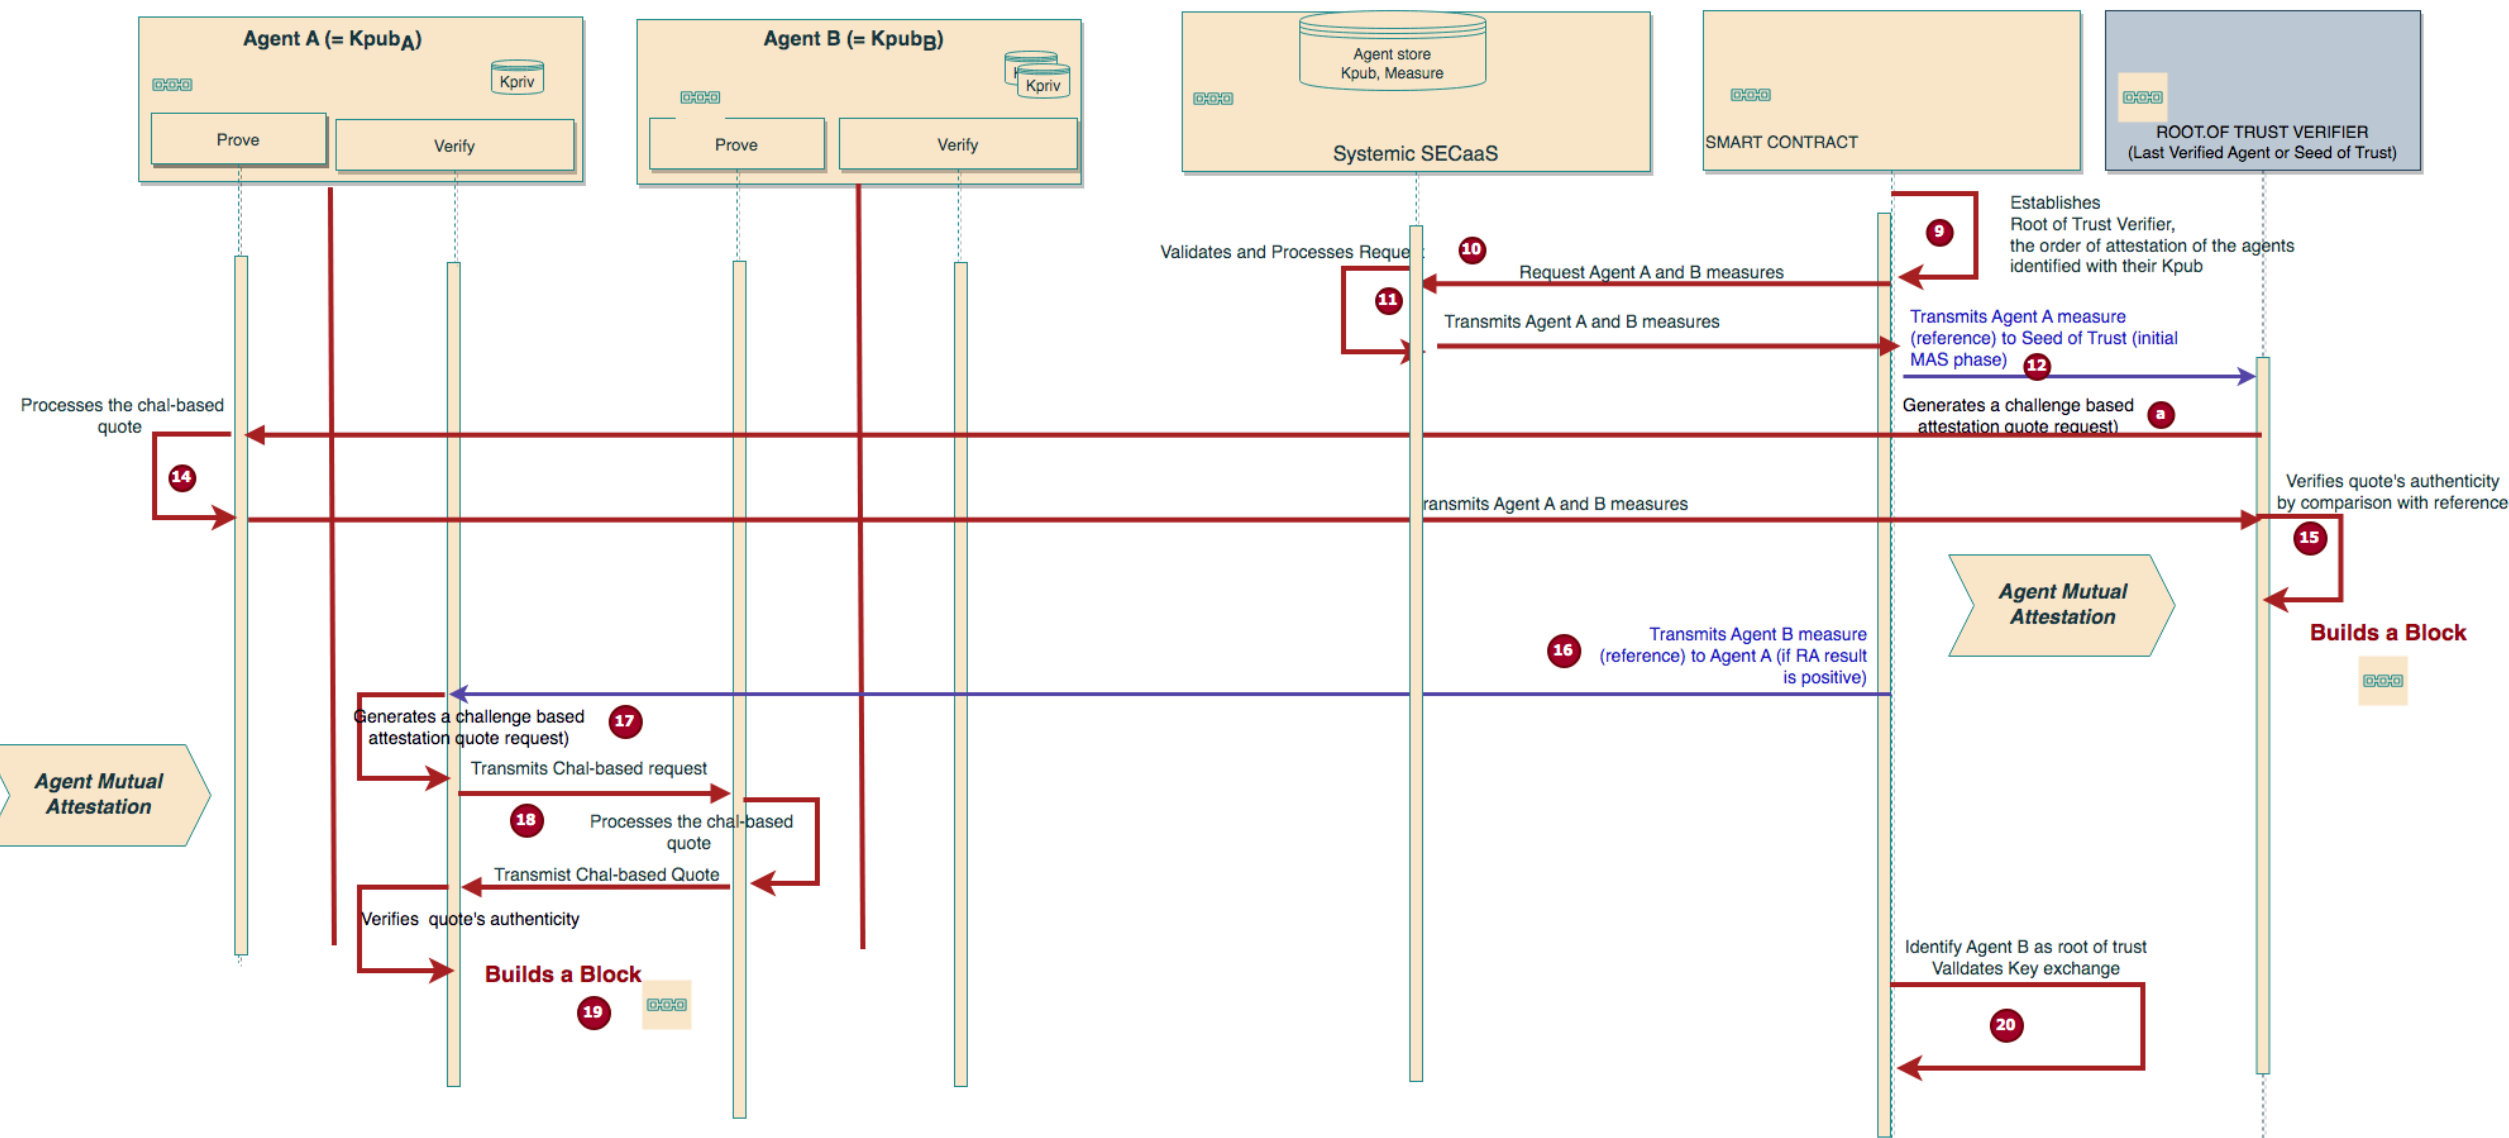 Agent A (= KpubA)
Kpriv
Prove
Verify
Agent B (= KpubB)
Kpriv
Prove
Verify
Agent store
Kpub, Measure
Systemic SECaaS
SMART CONTRACT
ROOT.OF TRUST VERIFIER
(Last Verified Agent or Seed of Trust)
9
Establishes
Root of Trust Verifier,
the order of attestation of the agents
identified with their Kpub
Validates and Processes Reque
10
Request Agent A and B measures
11
Transmits Agent A and B measures
Transmits Agent A measure
(reference) to Seed of Trust (initial
MAS phase)
12
Processes the chal-based
quote
Generates a challenge based
attestation quote request)
a
14
ransmits Agent A and B measures
Verifies quote's authenticity
by comparison with reference
15
Agent Mutual
Attestation
Builds a Block
16
Transmits Agent B measure
(reference) to Agent A (if RA result
is positive)
Generates a challenge based
attestation quote request)
17
Agent Mutual
Attestation
Transmits Chal-based request
18
Processes the chal-based
quote
Transmist Chal-based Quote
Verifies quote's authenticity
Builds a Block
19
Identify Agent B as root of trust
Valldates Key exchange
20